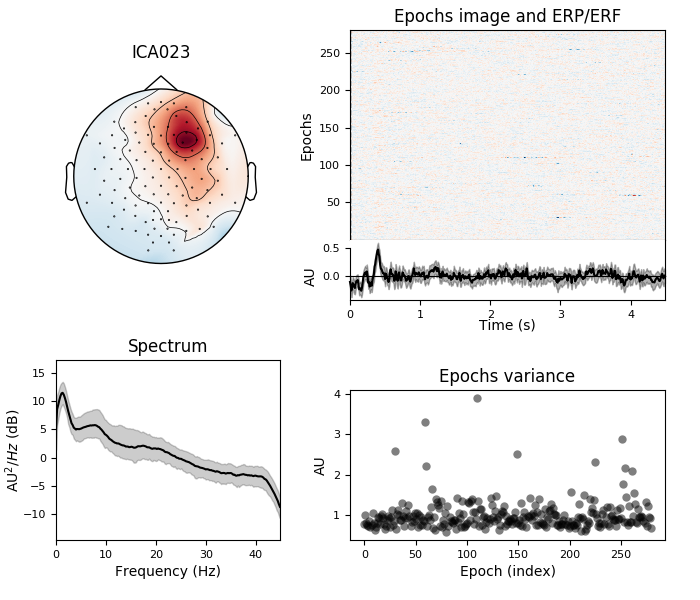 ICA023
Epochs image and ERP/ERF
Epochs
250
200
150
100
50
AU
0.5
0.0
0 1 2 3 4
Time (s)
Spectrum
AU²/Hz (dB)
15
10
5
0
−5
−10
0 10 20 30 40
Frequency (Hz)
Epochs variance
AU
4
3
2
1
0 50 100 150 200 250
Epoch (index)